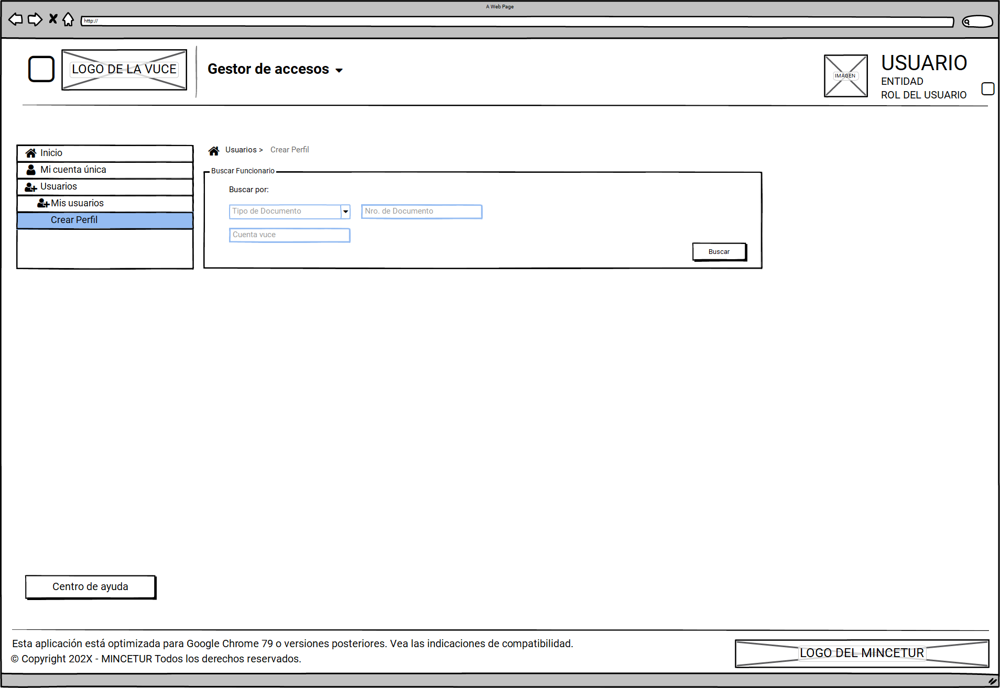 A Web Page
http://
LOGO DE LA VUCE
Gestor de accesos
IMAGEN
USUARIO
ENTIDAD
ROL DEL USUARIO
Inicio
Mi cuenta única
Usuarios
Mis usuarios
Crear Perfil
Usuarios > Crear Perfil
Buscar Funcionario
Buscar por:
Tipo de Documento
Nro. de Documento
Cuenta vuce
Buscar
Centro de ayuda
Esta aplicación está optimizada para Google Chrome 79 o versiones posteriores. Vea las indicaciones de compatibilidad.
© Copyright 202X - MINCETUR Todos los derechos reservados.
LOGO DEL MINCETUR